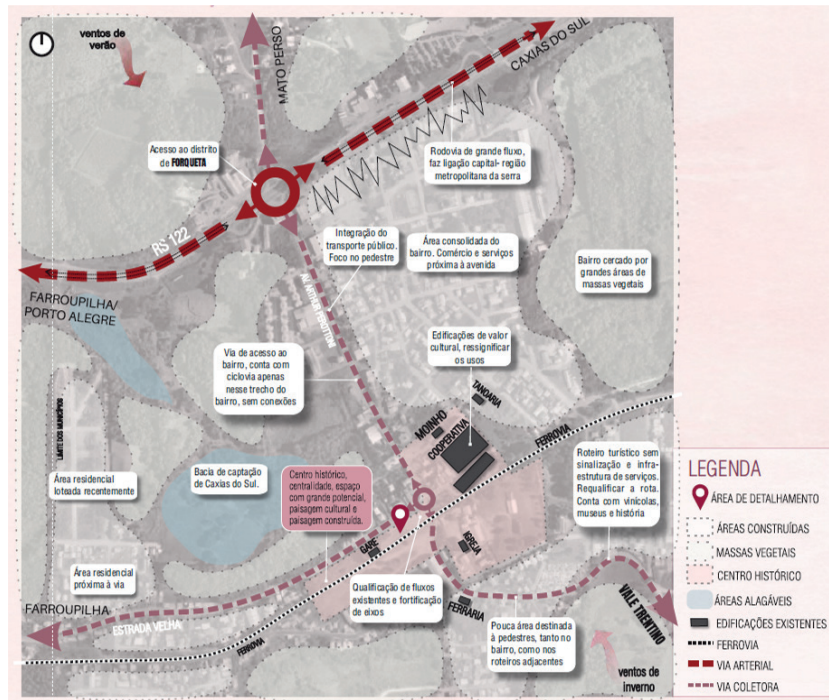 ventos de
verão
MATO PERSO
CAXIAS DO SUL
Acesso ao distrito
de FORQUETA
Rodovia de grande fluxo,
faz ligação capital- região
metropolitana da serra
RS 122
Integração do
transporte público.
Foco no pedestre
Área consolidada do
bairro. Comércio e serviços
próxima à avenida
Bairro cercado por
grandes áreas de
massas vegetais
FARROUPILHA/
PORTO ALEGRE
Via de acesso ao
bairro, conta com
ciclovia apenas
nesse trecho do
bairro, sem conexões
Edificações de valor
cultural, ressignificar
os usos
TANOARIA
MOINHO
COOPERATIVA
FERROVIA
LIMITE DOS MUNICÍPIOS
Área residencial
loteada recentemente
Bacia de captação
de Caxias do Sul.
Centro histórico,
centralidade, espaço
com grande potencial,
paisagem cultural e
paisagem construída.
Roteiro turístico sem
sinalização e infra-
estrutura de serviços.
Requalificar a rota.
Conta com vinícolas,
museus e história
GARE
IGREJA
Área residencial
próxima à via
Qualificação de fluxos
existentes e fortificação
de eixos
FERRARIA
FARROUPILHA
ESTRADA VELHA
FERROVIA
Pouca área destinada
à pedestres, tanto no
bairro, como nos
roteiros adjacentes
VALE TRENTINO
ventos de
inverno
LEGENDA
ÁREA DE DETALHAMENTO
ÁREAS CONSTRUÍDAS
MASSAS VEGETAIS
CENTRO HISTÓRICO
ÁREAS ALAGÁVEIS
EDIFICAÇÕES EXISTENTES
FERROVIA
VIA ARTERIAL
VIA COLETORA